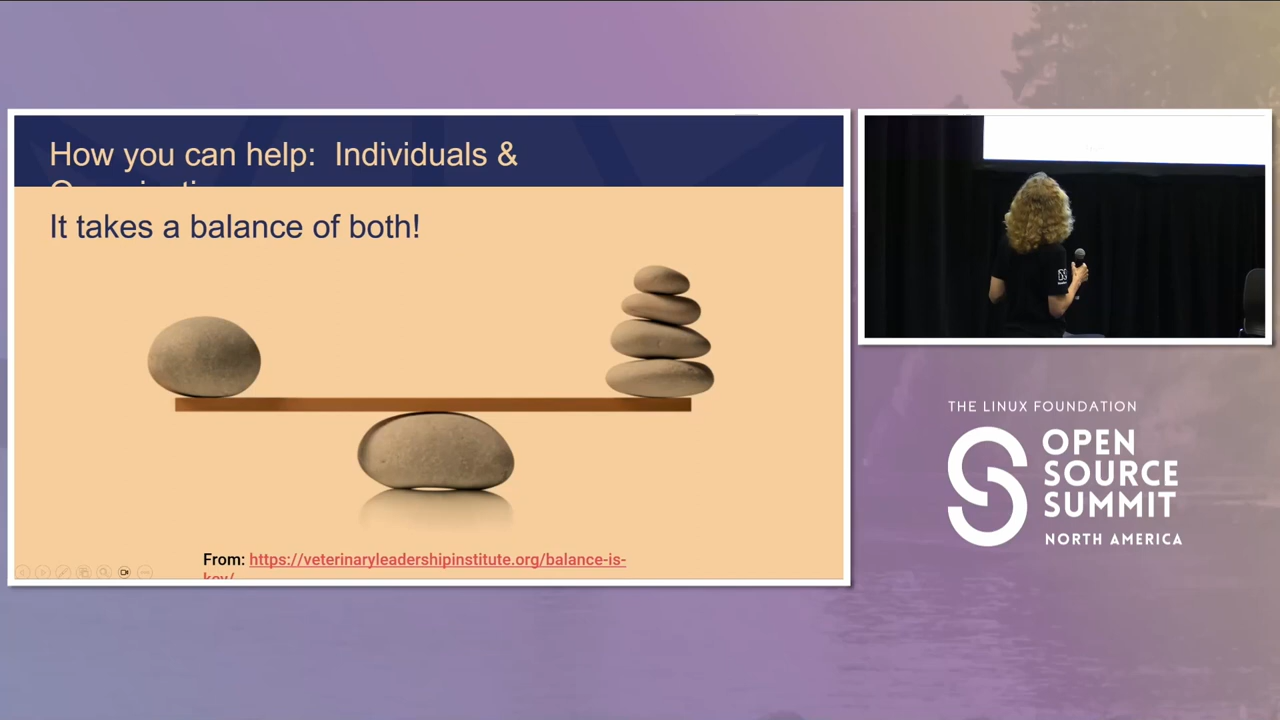 How you can help:  Individuals &
It takes a balance of both!
From: https://veterinaryleadershipinstitute.org/balance-is-
key/
THE LINUX FOUNDATION
OPEN
SOURCE
SUMMIT
NORTH AMERICA